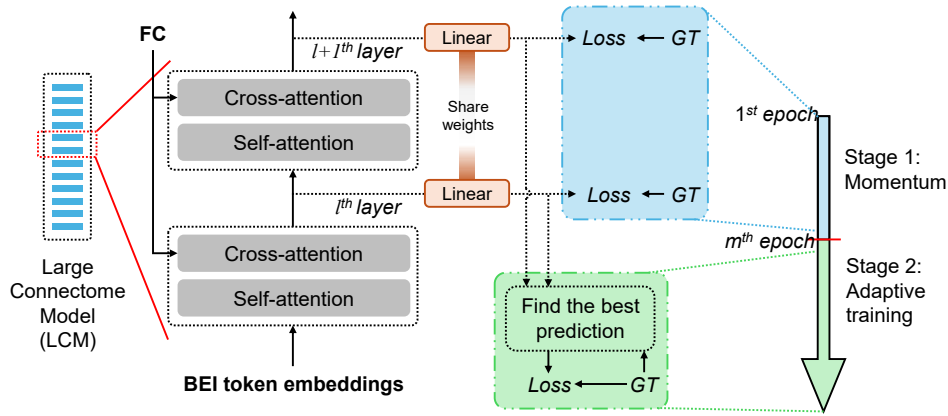 FC
l+1th layer
Linear
Loss
GT
Cross-attention
Self-attention
Share
weights
1st epoch
Stage 1:
Momentum
lth layer
Linear
Loss
GT
mth epoch
Cross-attention
Self-attention
Large
Connectome
Model
(LCM)
Find the best
prediction
Stage 2:
Adaptive
training
Loss
GT
BEI token embeddings